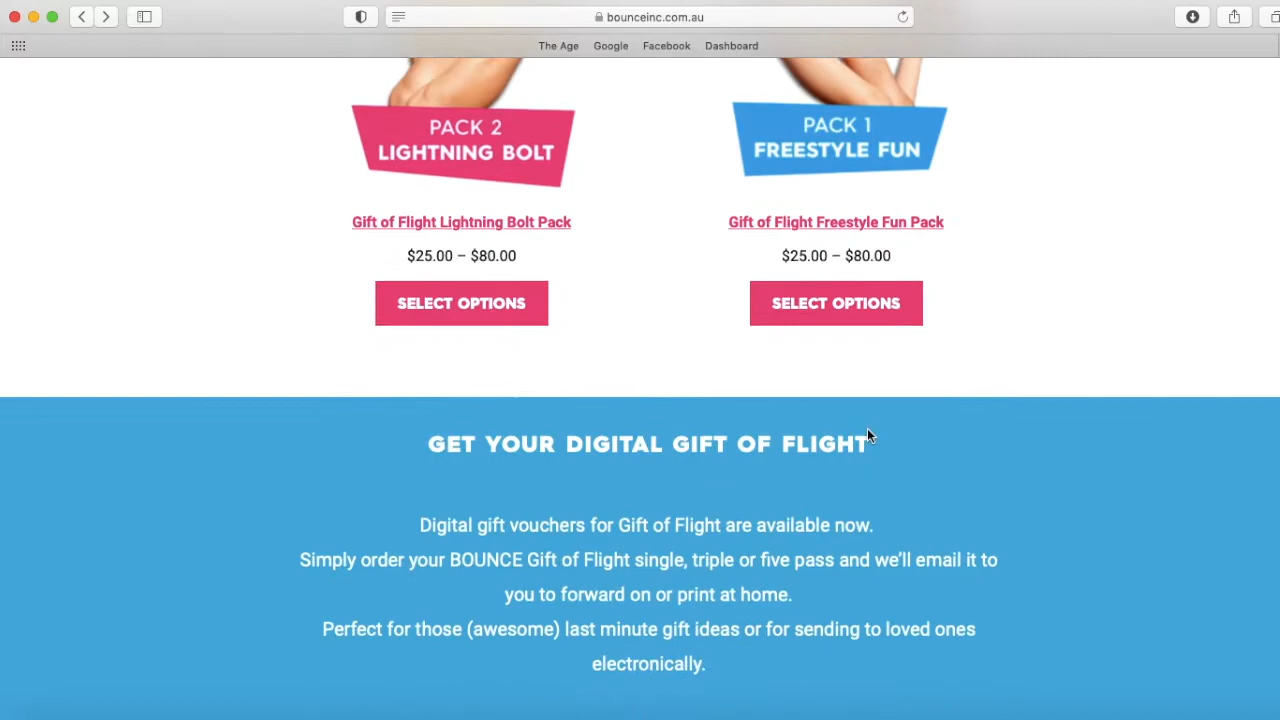 bounceinc.com.au
The Age Google Facebook Dashboard
PACK 2
LIGHTNING BOLT
PACK 1
FREESTYLE FUN
Gift of Flight Lightning Bolt Pack
Gift of Flight Freestyle Fun Pack
$25.00 – $80.00
$25.00 – $80.00
SELECT OPTIONS
SELECT OPTIONS
GET YOUR DIGITAL GIFT OF FLIGHT
Digital gift vouchers for Gift of Flight are available now.
Simply order your BOUNCE Gift of Flight single, triple or five pass and we’ll email it to
you to forward on or print at home.
Perfect for those (awesome) last minute gift ideas or for sending to loved ones
electronically.